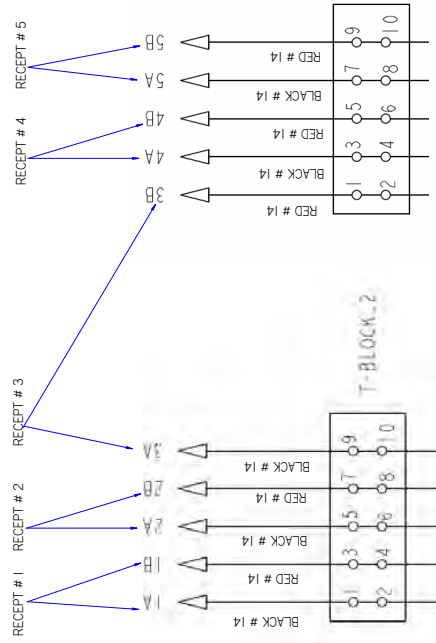 RECEPT # 5
RECEPT # 4
RECEPT # 3
RECEPT # 2
RECEPT # 1
5B
5A
4B
4A
3B
3A
2B
2A
1B
1A
RED # 14
BLACK # 14
RED # 14
BLACK # 14
RED # 14
BLACK # 14
RED # 14
BLACK # 14
RED # 14
BLACK # 14
9 10
7 8
5 6
3 4
1 2
T-BLOCK_2
9 10
7 8
5 6
3 4
1 2